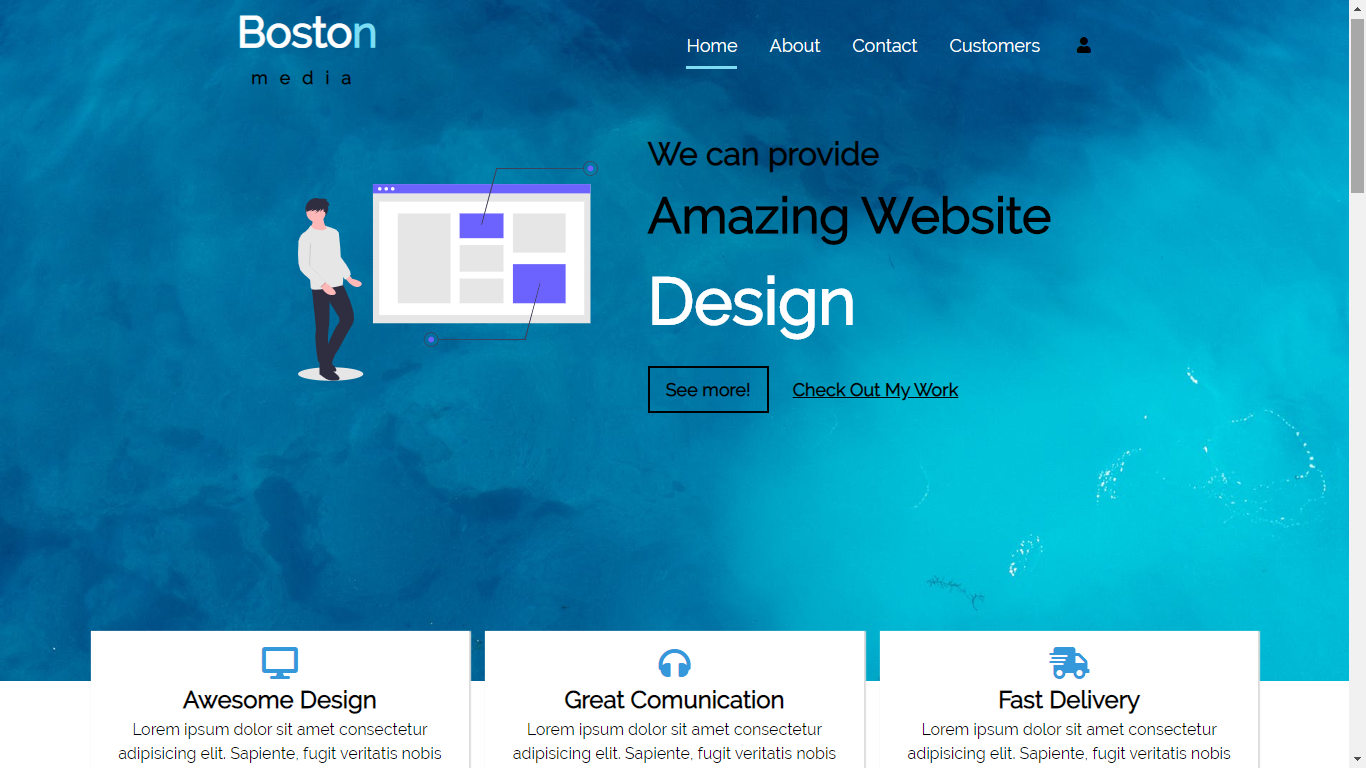 Boston
media
Home About Contact Customers
We can provide
Amazing Website
Design
See more! Check Out My Work
Awesome Design
Lorem ipsum dolor sit amet consectetur
adipisicing elit. Sapiente, fugit veritatis nobis
Great Comunication
Lorem ipsum dolor sit amet consectetur
adipisicing elit. Sapiente, fugit veritatis nobis
Fast Delivery
Lorem ipsum dolor sit amet consectetur
adipisicing elit. Sapiente, fugit veritatis nobis